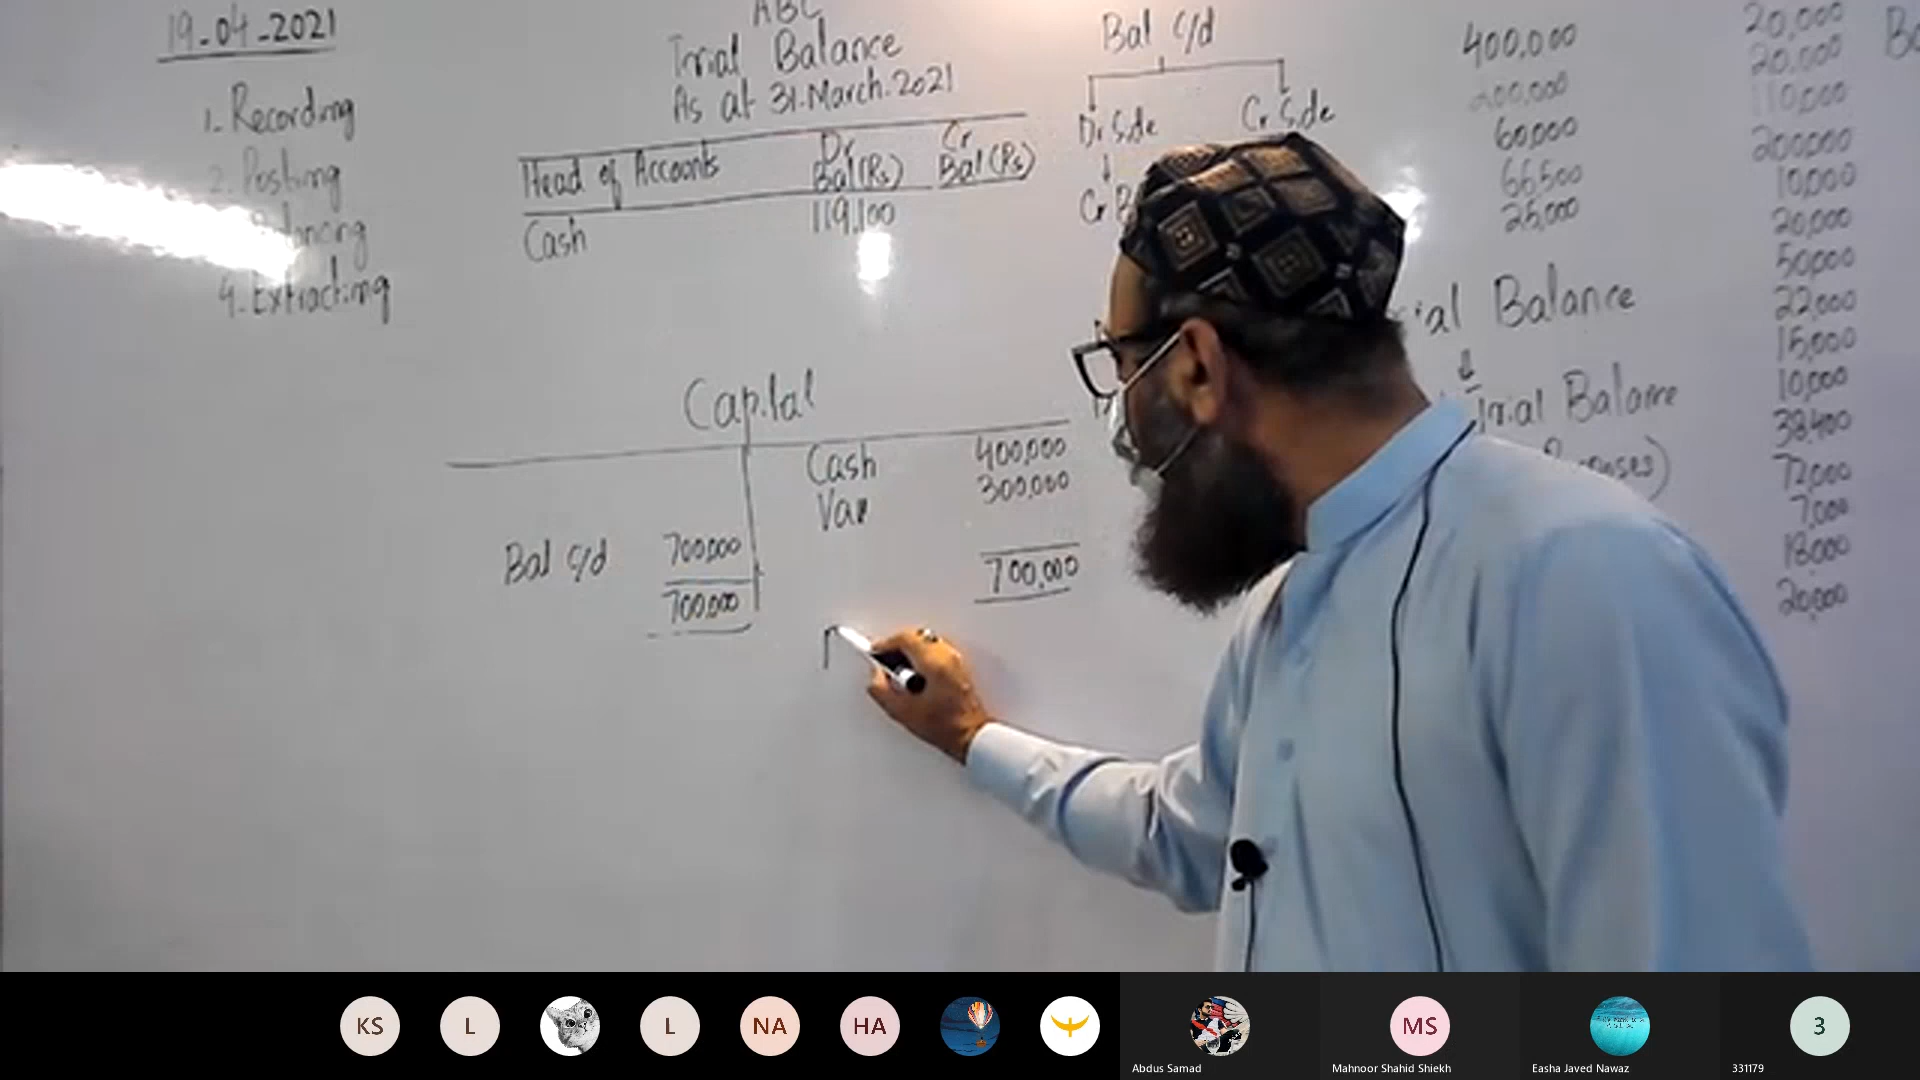 19-04-2021
1. Recording
2. Posting
4. Extracting
ABC
Trial Balance
As at 31.March.2021
Head of Accounts Dr Bal(Rs) Cr Bal(Rs)
Cash 119,100
Capital
Cash 400,000
Van 300,000
Bal c/d 700,000
700,000
700,000
Bal c/d
Dr Side Cr Side
Cr
400,000
200,000
60,000
66,500
25,000
Balance
Trial Balance
20,000
20,000
110,000
200,000
10,000
20,000
50,000
22,000
15,000
10,000
38,400
72,000
7,000
18,000
20,000
KS
L
L
NA
HA
MS
3
Abdus Samad
Mahnoor Shahid Shiekh
Easha Javed Nawaz
331179